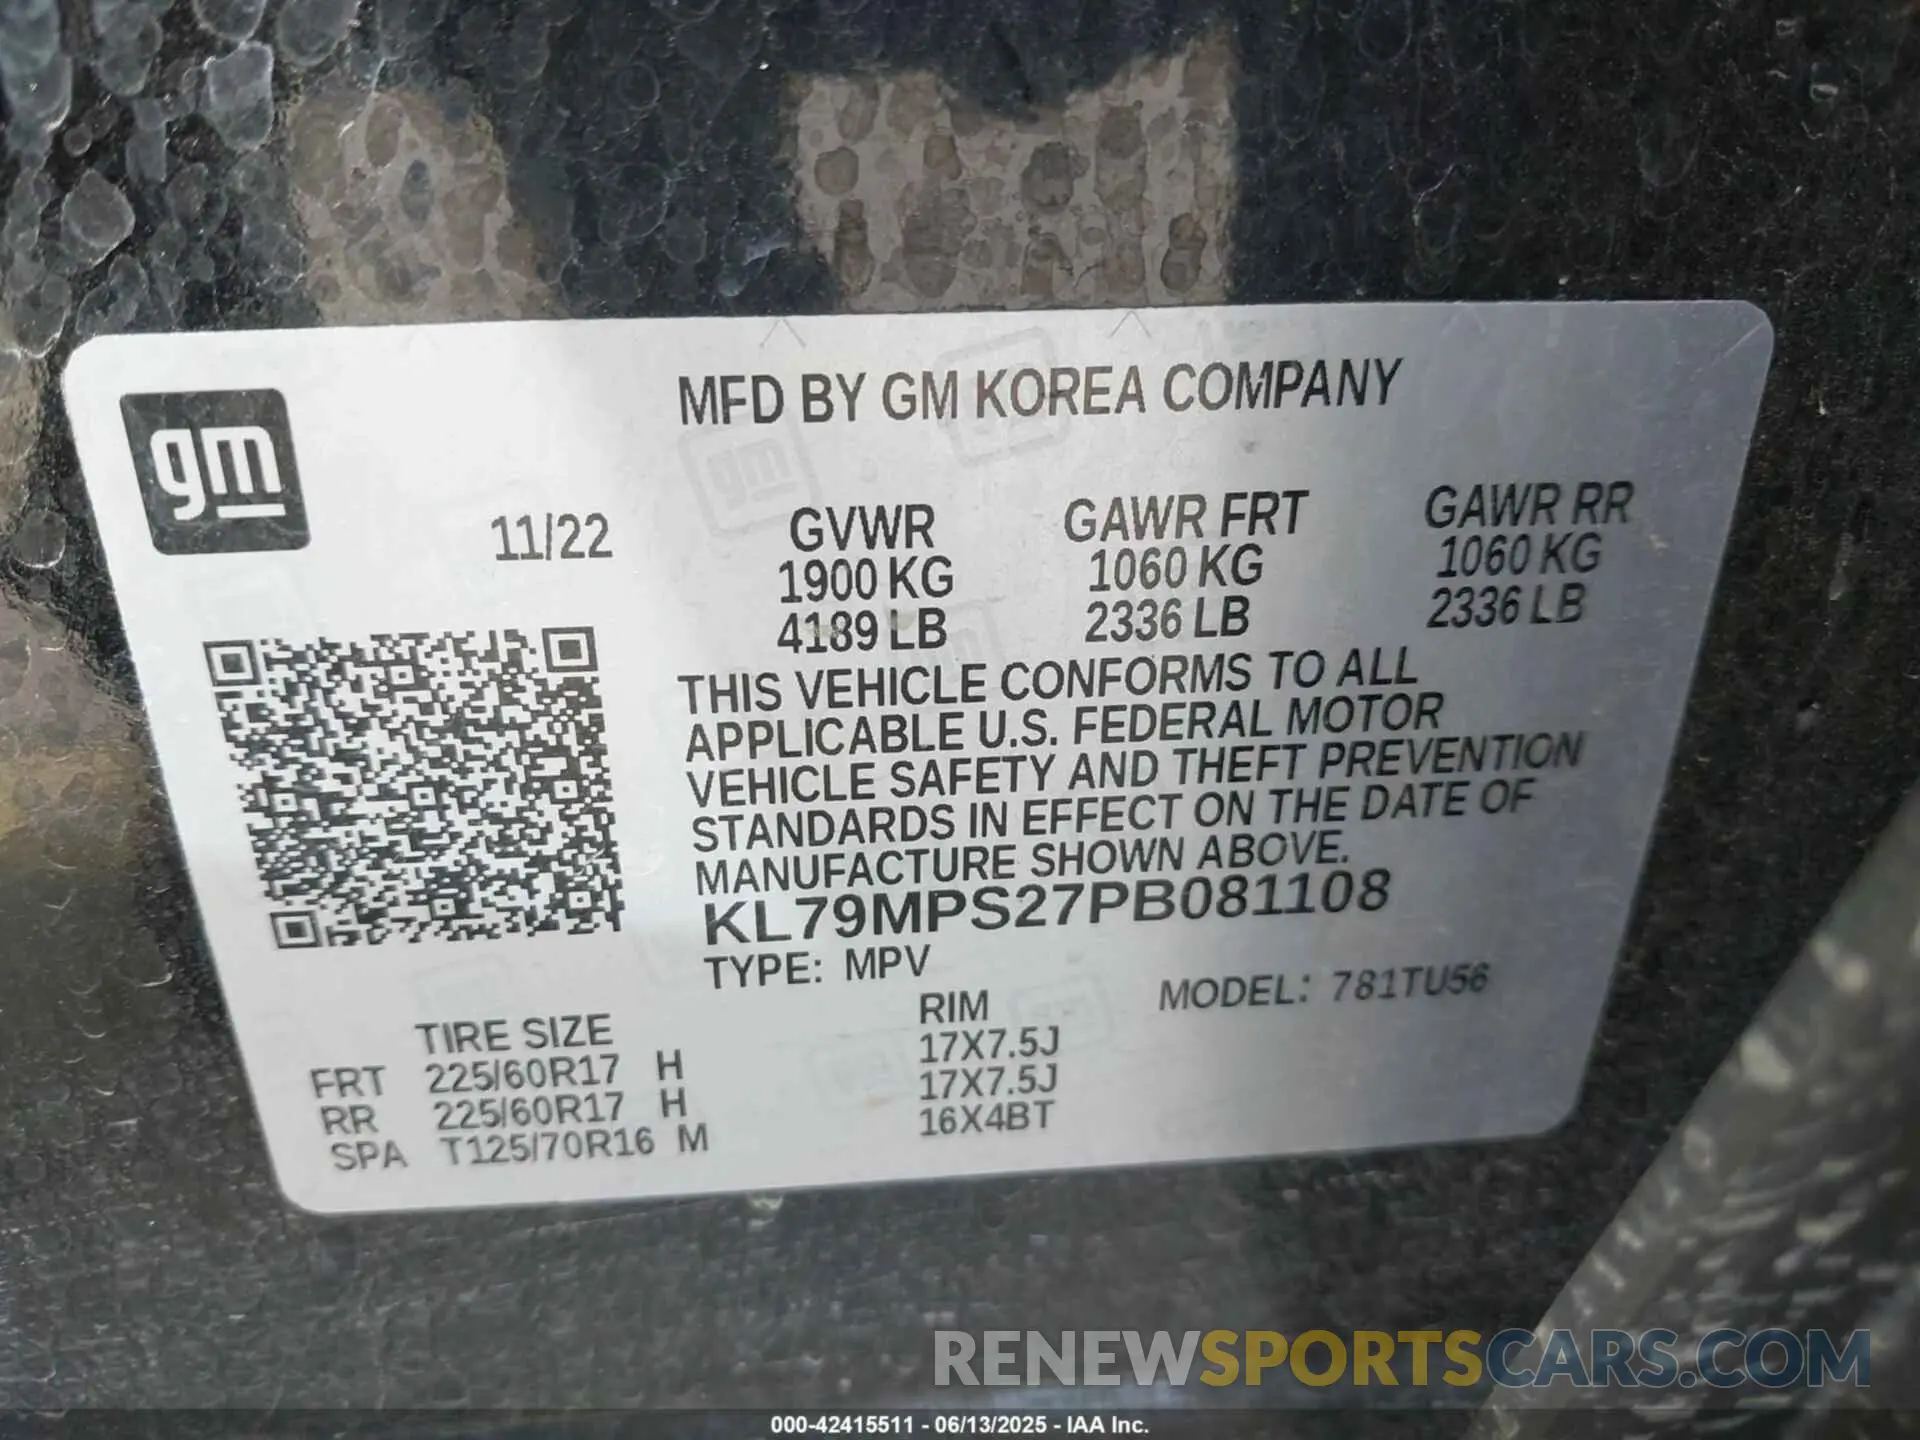 MFD BY GM KOREA COMPANY
gm
11/22
GVWR GAWR FRT GAWR RR
1900 KG 1060 KG 1060 KG
4189 LB 2336 LB 2336 LB
THIS VEHICLE CONFORMS TO ALL
APPLICABLE U.S. FEDERAL MOTOR
VEHICLE SAFETY AND THEFT PREVENTION
STANDARDS IN EFFECT ON THE DATE OF
MANUFACTURE SHOWN ABOVE.
KL79MPS27PB081108
TYPE: MPV MODEL: 781TU56
TIRE SIZE RIM
FRT 225/60R17 H 17X7.5J
RR 225/60R17 H 17X7.5J
SPA T125/70R16 M 16X4BT
RENEWSPORTSCARS.COM
000-42415511 - 06/13/2025 - IAA Inc.